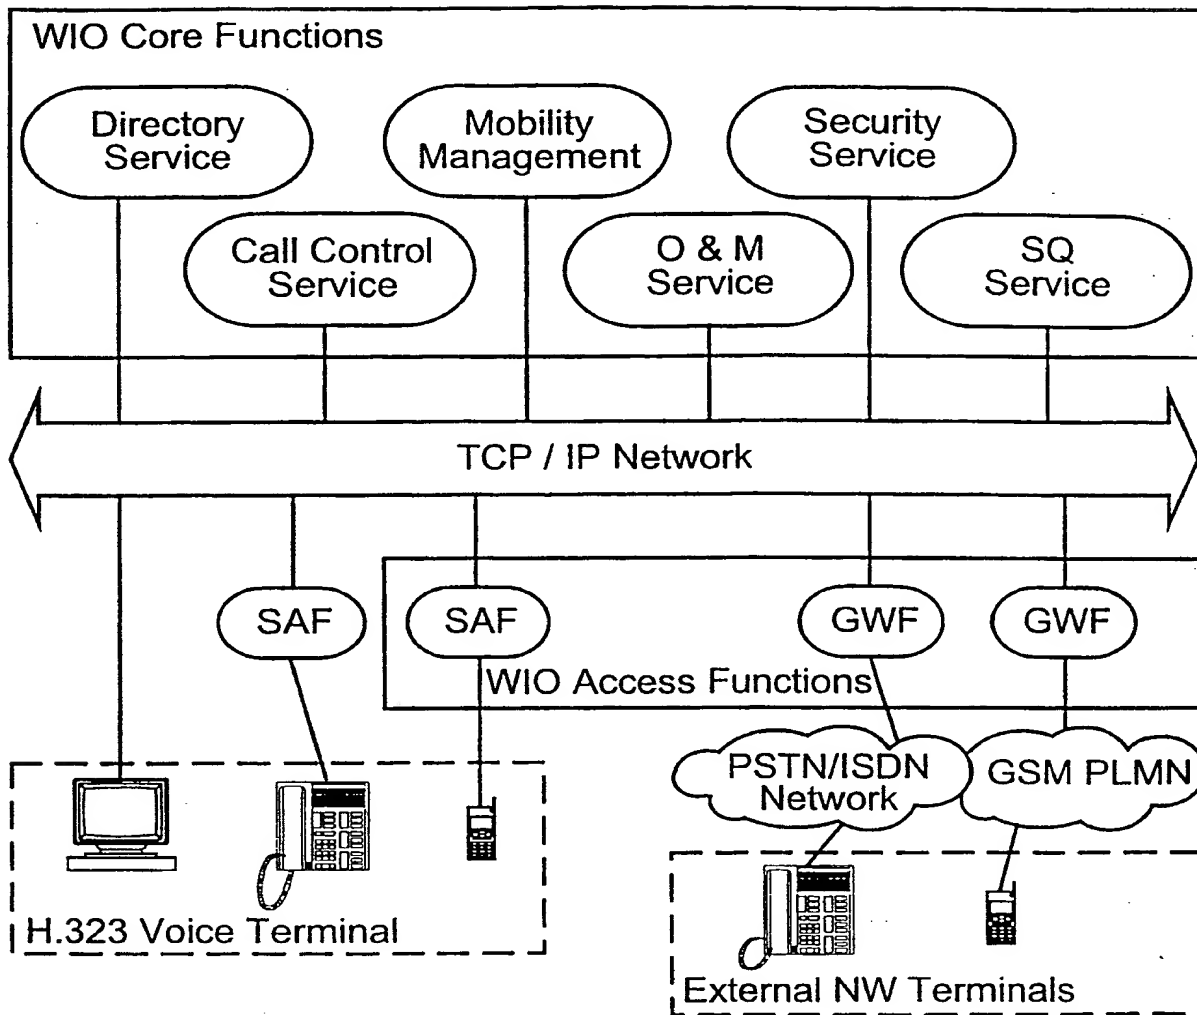 WIO Core Functions
Directory
Service
Mobility
Management
Security
Service
Call Control
Service
O & M
Service
SQ
Service
TCP / IP Network
SAF
SAF
GWF
GWF
WIO Access Functions
PSTN/ISDN
Network
GSM PLMN
H.323 Voice Terminal
External NW Terminals